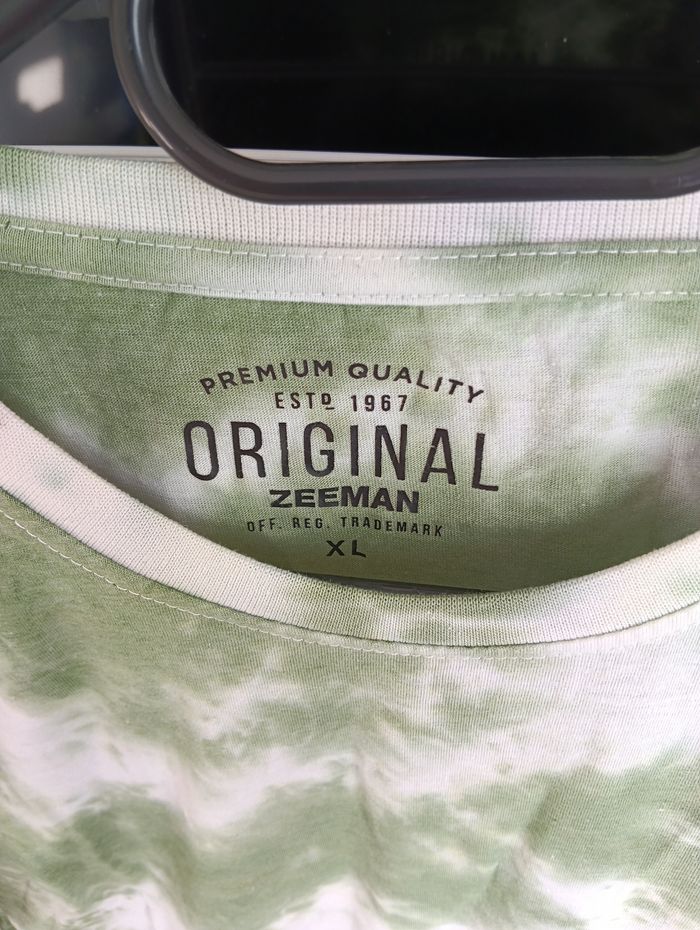 PREMIUM QUALITY
ESTD 1967
ORIGINAL
ZEEMAN
OFF. REG. TRADEMARK
XL